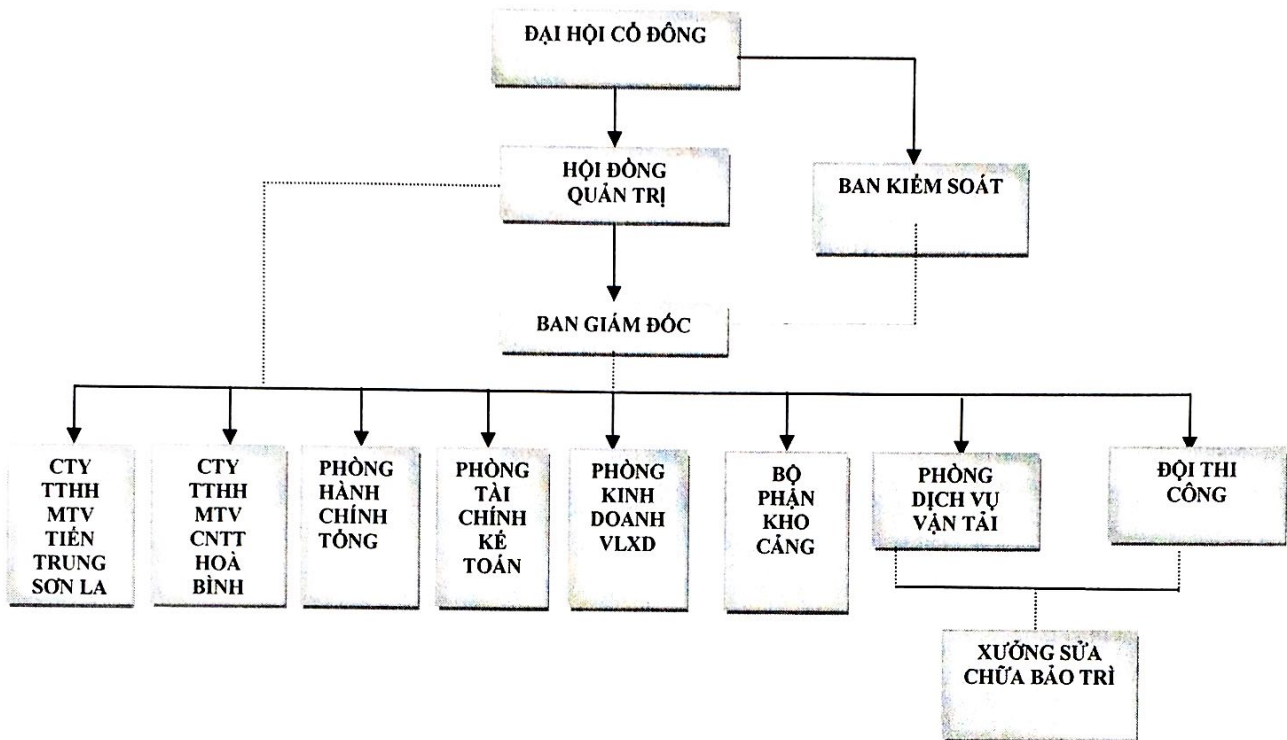 ĐẠI HỘI CỔ ĐÔNG
HỘI ĐỒNG
QUẢN TRỊ
BAN KIỂM SOÁT
BAN GIÁM ĐỐC
CTY
TTHH
MTV
TIẾN
TRUNG
SƠN LA
CTY
TTHH
MTV
CNTT
HOÀ
BÌNH
PHÒNG
HÀNH
CHÍNH
TỔNG
PHÒNG
TÀI
CHÍNH
KẾ
TOÁN
PHÒNG
KINH
DOANH
VLXD
BỘ
PHẬN
KHO
CẢNG
PHÒNG
DỊCH VỤ
VẬN TẢI
ĐỘI THI
CÔNG
XƯỞNG SỬA
CHỮA BẢO TRÌ